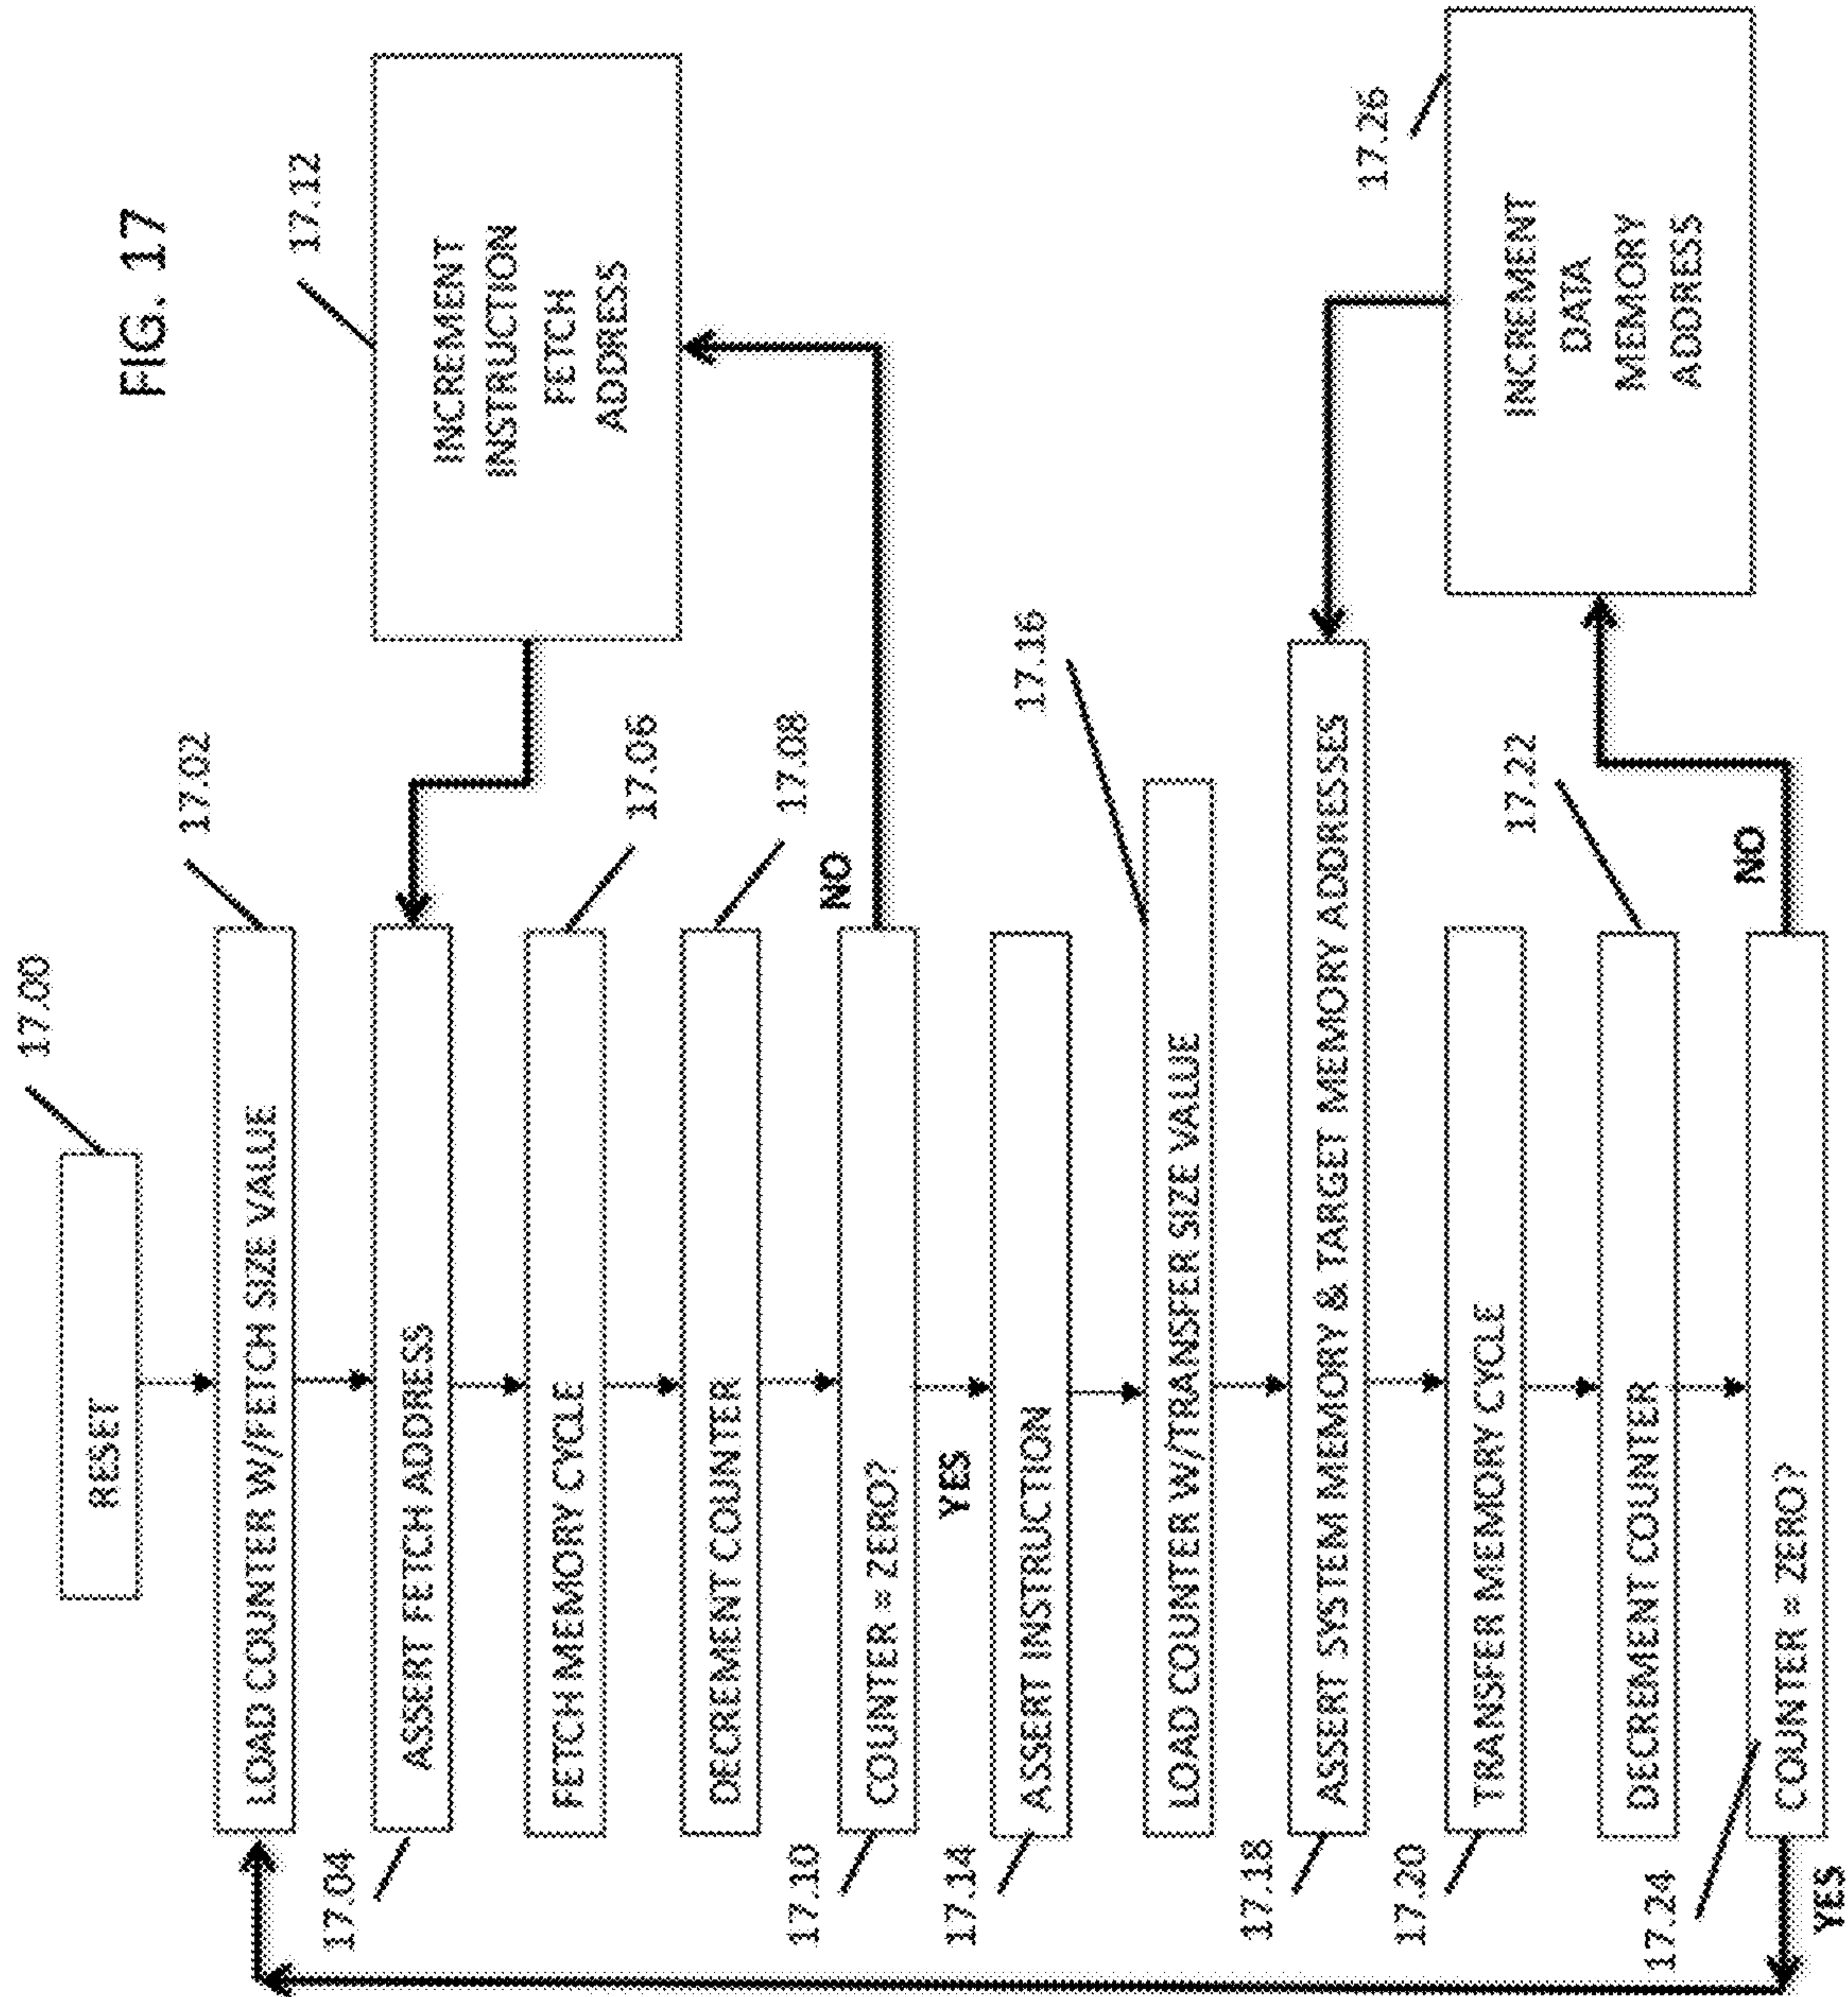 FIG. 17
17.00
RESET
17.02
LOAD COUNTER W/FETCH SIZE VALUE
17.04
ASSERT FETCH ADDRESS
17.06
FETCH MEMORY CYCLE
17.08
DECREMENT COUNTER
17.10
COUNTER = ZERO?
NO
YES
17.12
INCREMENT
INSTRUCTION
FETCH
ADDRESS
17.14
ASSERT INSTRUCTION
17.16
LOAD COUNTER W/TRANSFER SIZE VALUE
17.18
ASSERT SYSTEM MEMORY & TARGET MEMORY ADDRESSES
17.20
TRANSFER MEMORY CYCLE
17.22
DECREMENT COUNTER
17.24
COUNTER = ZERO?
NO
YES
17.26
INCREMENT
DATA
MEMORY
ADDRESS